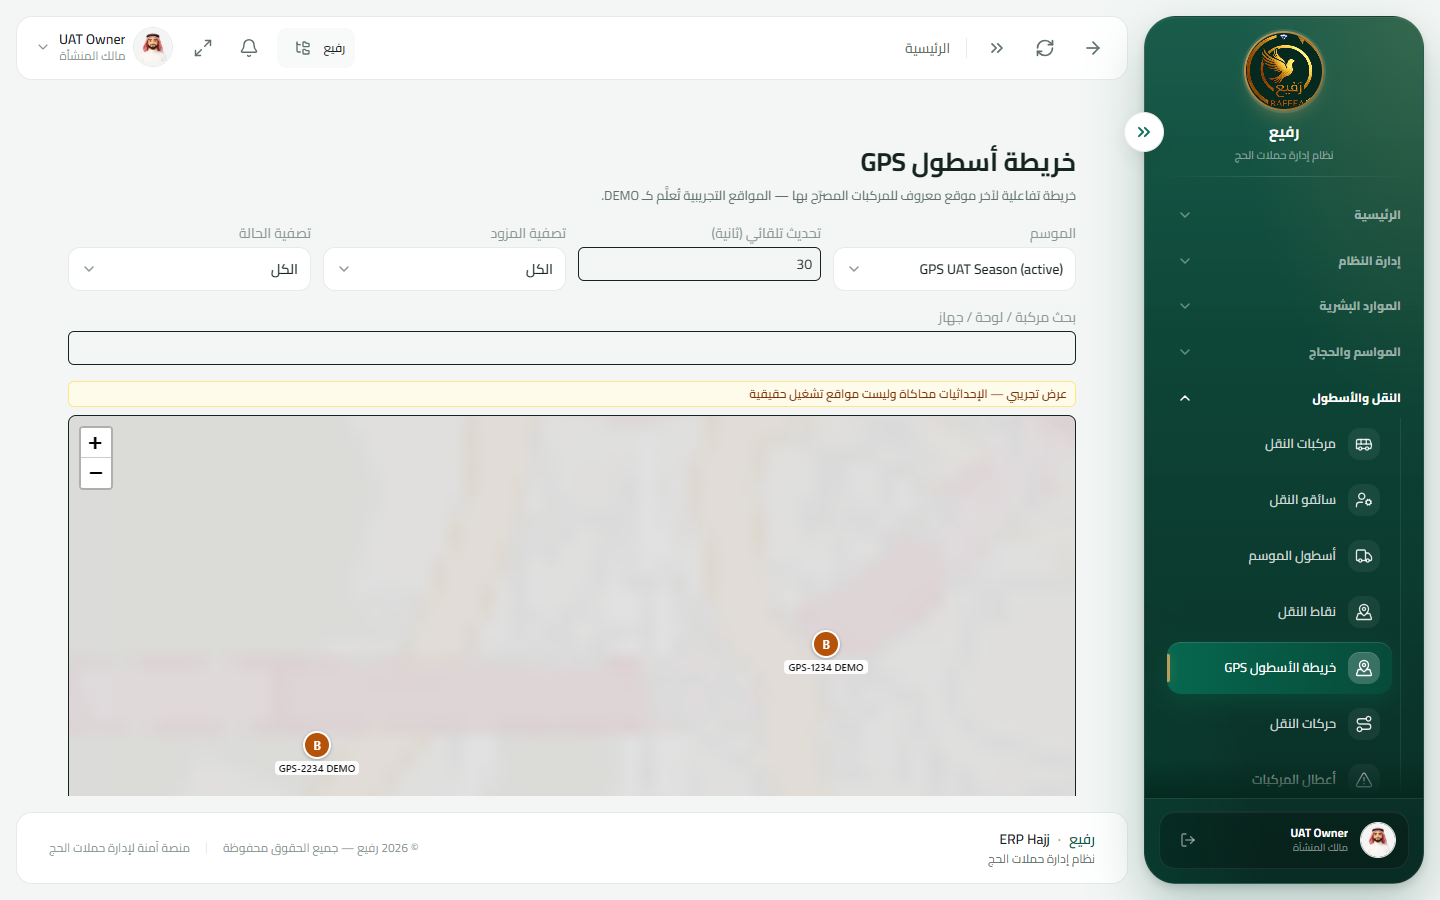 رفيع
RAFEEA
رفيع
نظام إدارة حملات الحج
الرئيسية
إدارة النظام
الموارد البشرية
المواسم والحجاج
النقل والأسطول
مركبات النقل
سائقو النقل
أسطول الموسم
نقاط النقل
خريطة الأسطول GPS
حركات النقل
أعطال المركبات
UAT Owner
مالك المنشأة
الرئيسية
رفيع
UAT Owner
مالك المنشأة
خريطة أسطول GPS
خريطة تفاعلية لآخر موقع معروف للمركبات المصرّح بها — المواقع التجريبية تُعلَّم كـ DEMO.
الموسم
تحديث تلقائي (ثانية)
تصفية المزود
تصفية الحالة
GPS UAT Season (active)
30
الكل
الكل
بحث مركبة / لوحة / جهاز
عرض تجريبي — الإحداثيات محاكاة وليست مواقع تشغيل حقيقية
+
−
B
GPS-1234 DEMO
B
GPS-2234 DEMO
رفيع · ERP Hajj
نظام إدارة حملات الحج
© 2026 رفيع — جميع الحقوق محفوظة
منصة آمنة لإدارة حملات الحج